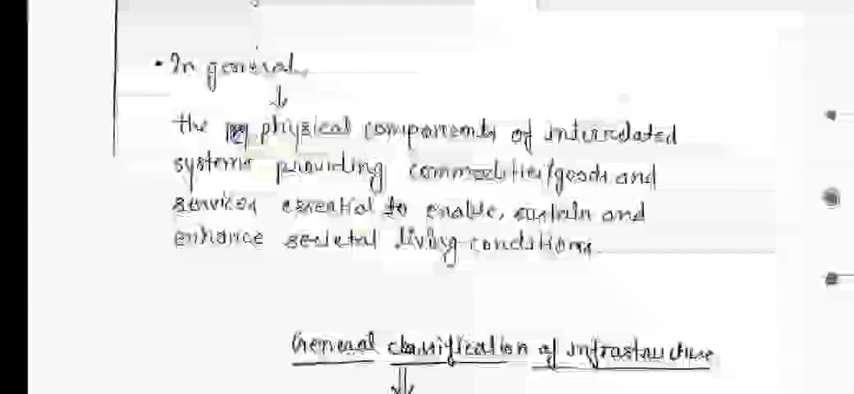 • In general,
↓
the physical components of interrelated
systems providing commodities/goods and
services essential to enable, sustain and
enhance societal living conditions.
General classification of infrastructure
⇓